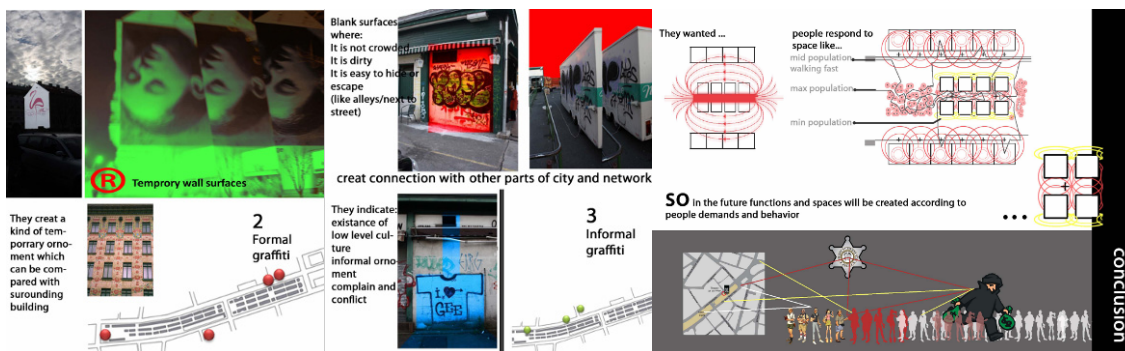 ®
Temprory wall surfaces
They creat a
kind of tem-
porrary orno-
ment which
can be com-
pared with
surounding
building
2
Formal
graffiti
Blank surfaces
where:
It is not crowded
It is dirty
It is easy to hide or
escape
(like alleys/next to
street)
creat connection with other parts of city and network
They indicate:
existance of
low level cul-
ture
informal orno-
ment
complain and
conflict
I ♥
GEE
3
Informal
graffiti
They wanted ...
people respond to
space like...
mid population
walking fast
max population
min population
SO in the future functions and spaces will be created according to
people demands and behavior
...
conclusion